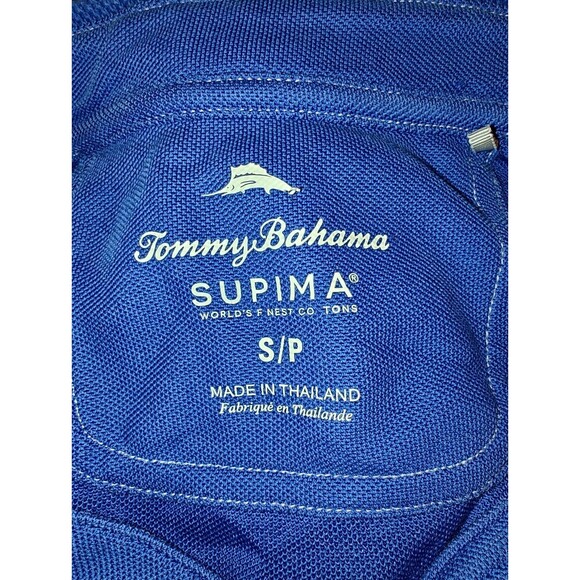 Tommy Bahama
SUPIMA®
WORLD'S F NEST CO TONS
S/P
MADE IN THAILAND
Fabriqué en Thaïlande